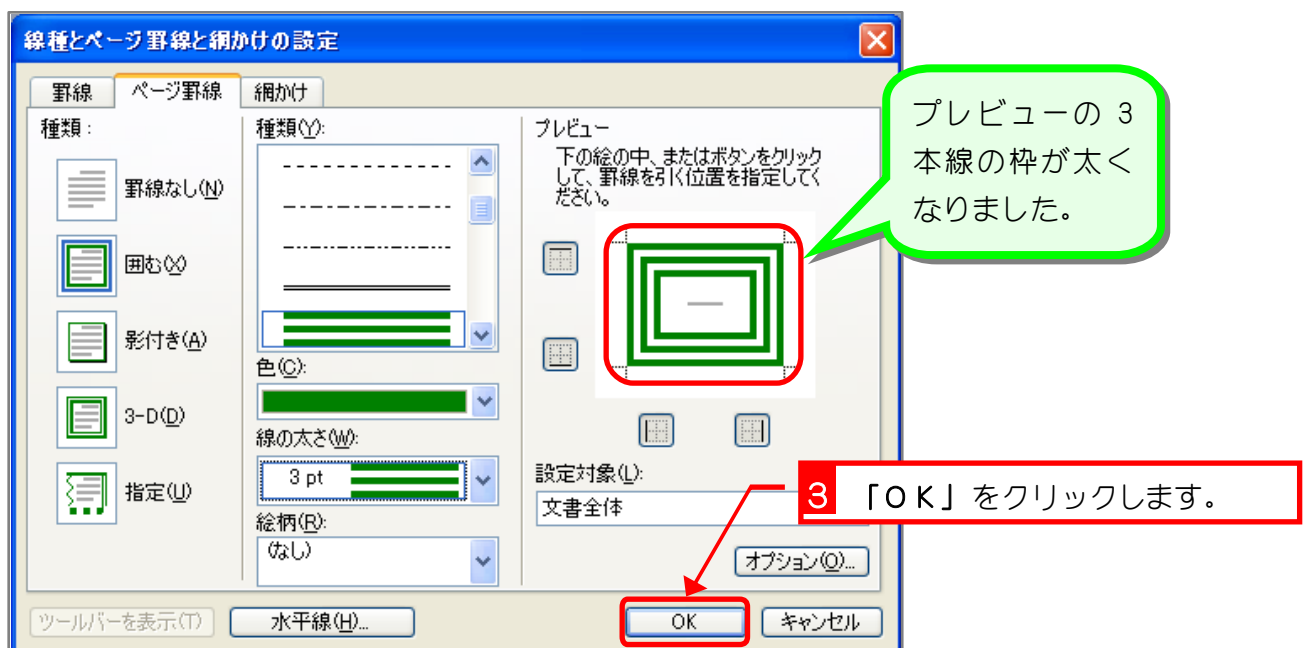 線種とページ罫線と網かけの設定
罫線
ページ罫線
網かけ
種類:
罫線なし(N)
囲む(X)
影付き(A)
3-D(D)
指定(U)
種類(Y):
色(C):
線の太さ(W):
3 pt
絵柄(R):
(なし)
プレビュー
下の絵の中、またはボタンをクリック
して、罫線を引く位置を指定してく
ださい。
設定対象(L):
文書全体
オプション(O)...
ツールバーを表示(T)
水平線(H)...
OK
キャンセル
プレビューの 3
本線の枠が太く
なりました。
3 「OK」をクリックします。